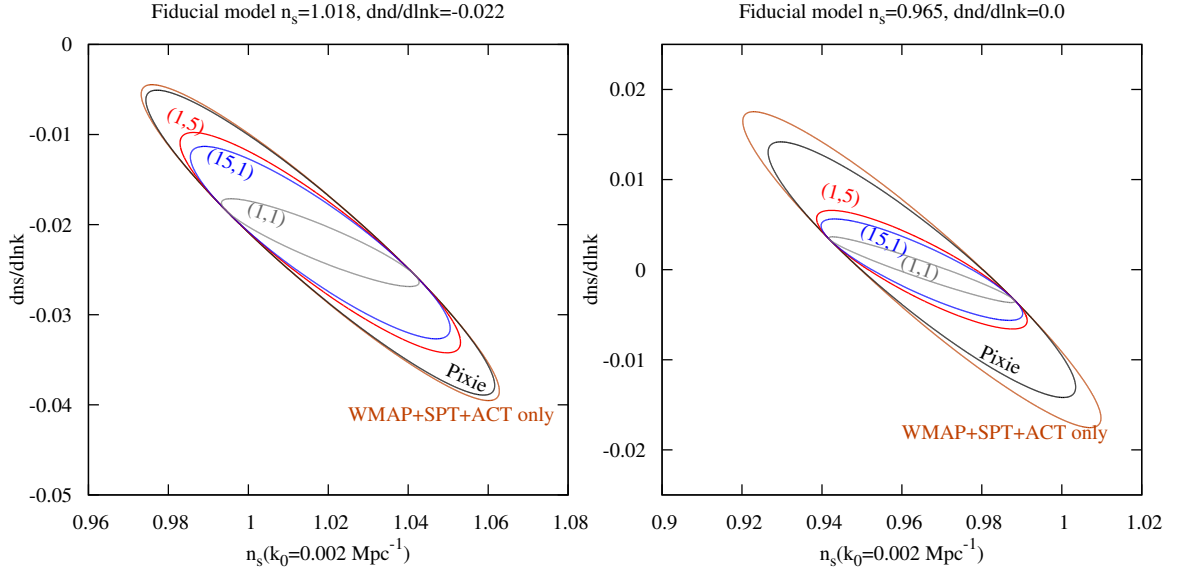 Fiducial model n_s=1.018, dnd/dlnk=-0.022
0
-0.01
-0.02
-0.03
-0.04
-0.05
dns/dlnk
(1,5)
(15,1)
(1,1)
Pixie
WMAP+SPT+ACT only
0.96 0.98 1 1.02 1.04 1.06 1.08
n_s(k_0=0.002 Mpc^-1)
Fiducial model n_s=0.965, dnd/dlnk=0.0
0.02
0.01
0
-0.01
-0.02
dns/dlnk
(1,5)
(15,1)
(1,1)
Pixie
WMAP+SPT+ACT only
0.9 0.92 0.94 0.96 0.98 1 1.02
n_s(k_0=0.002 Mpc^-1)